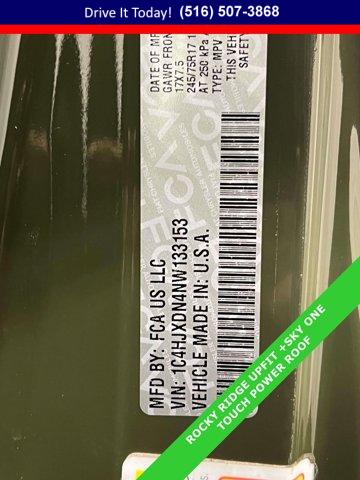 Drive It Today! (516) 507-3868
MFD BY: FCA US LLC
DATE OF MF
GAWR FRON
17X7.5
245/75R17 1
AT 250 kPa /
VIN: 1C4HJXDN4NW133153
TYPE: MPV
VEHICLE MADE IN: U.S.A.
THIS VEHI
SAFETY
ROCKY RIDGE UPFIT +SKY ONE
TOUCH POWER ROOF